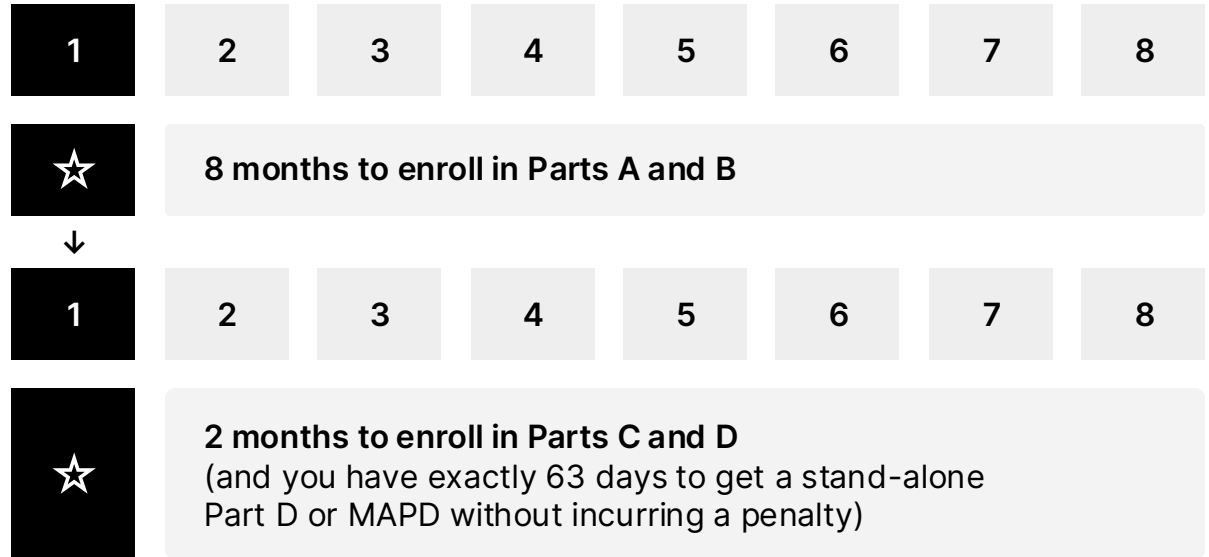 1 2 3 4 5 6 7 8
8 months to enroll in Parts A and B
1 2 3 4 5 6 7 8
2 months to enroll in Parts C and D
(and you have exactly 63 days to get a stand-alone
Part D or MAPD without incurring a penalty)